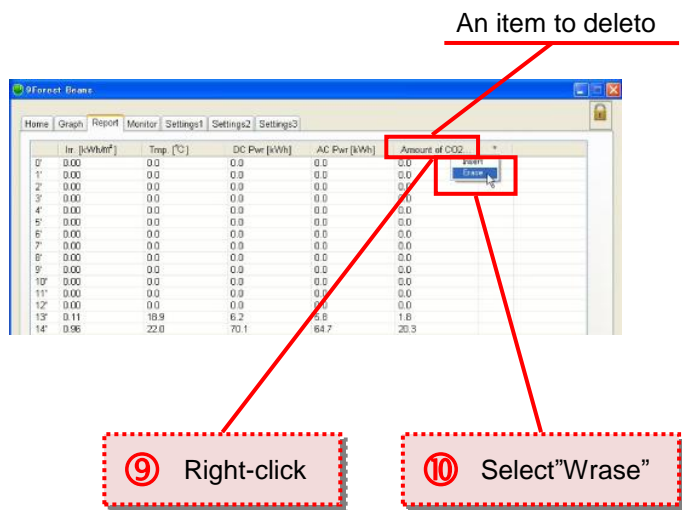 An item to deleto
9Forest Beans
Home Graph Report Monitor Settings1 Settings2 Settings3
Irr. [kWh/m²] Tmp. [℃] DC Pwr [kWh] AC Pwr [kWh] Amount of CO2... *
0' 0.00 0.0 0.0 0.0 0.0 Insert
1' 0.00 0.0 0.0 0.0 0.0 Erase
2' 0.00 0.0 0.0 0.0 0.0
3' 0.00 0.0 0.0 0.0 0.0
4' 0.00 0.0 0.0 0.0 0.0
5' 0.00 0.0 0.0 0.0 0.0
6' 0.00 0.0 0.0 0.0 0.0
7' 0.00 0.0 0.0 0.0 0.0
8' 0.00 0.0 0.0 0.0 0.0
9' 0.00 0.0 0.0 0.0 0.0
10' 0.00 0.0 0.0 0.0 0.0
11' 0.00 0.0 0.0 0.0 0.0
12' 0.00 0.0 0.0 0.0 0.0
13' 0.11 18.9 6.2 5.8 1.8
14' 0.96 22.0 70.1 64.7 20.3
⑨ Right-click
⑩ Select”Wrase”